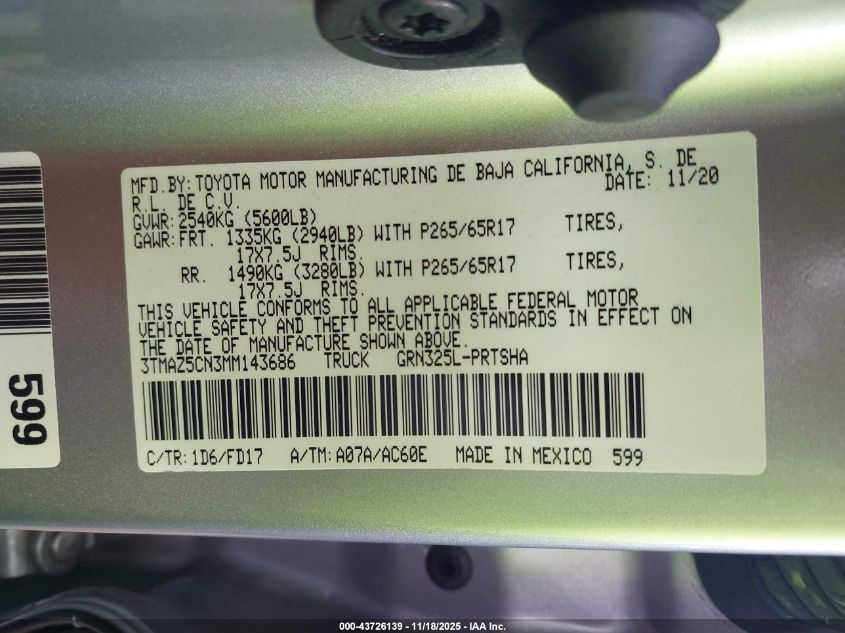 MFD.BY:TOYOTA MOTOR MANUFACTURING DE BAJA CALIFORNIA, S. DE
R.L. DE C.V. DATE: 11/20
GVWR:2540KG (5600LB)
GAWR:FRT. 1335KG (2940LB) WITH P265/65R17 TIRES,
17X7.5J RIMS.
RR. 1490KG (3280LB) WITH P265/65R17 TIRES,
17X7.5J RIMS.
THIS VEHICLE CONFORMS TO ALL APPLICABLE FEDERAL MOTOR
VEHICLE SAFETY AND THEFT PREVENTION STANDARDS IN EFFECT ON
THE DATE OF MANUFACTURE SHOWN ABOVE.
3TMAZ5CN3MM143686 TRUCK GRN325L-PRTSHA
C/TR:1D6/FD17 A/TM:A07A/AC60E MADE IN MEXICO 599
599
000-43726139 - 11/18/2025 - IAA Inc.